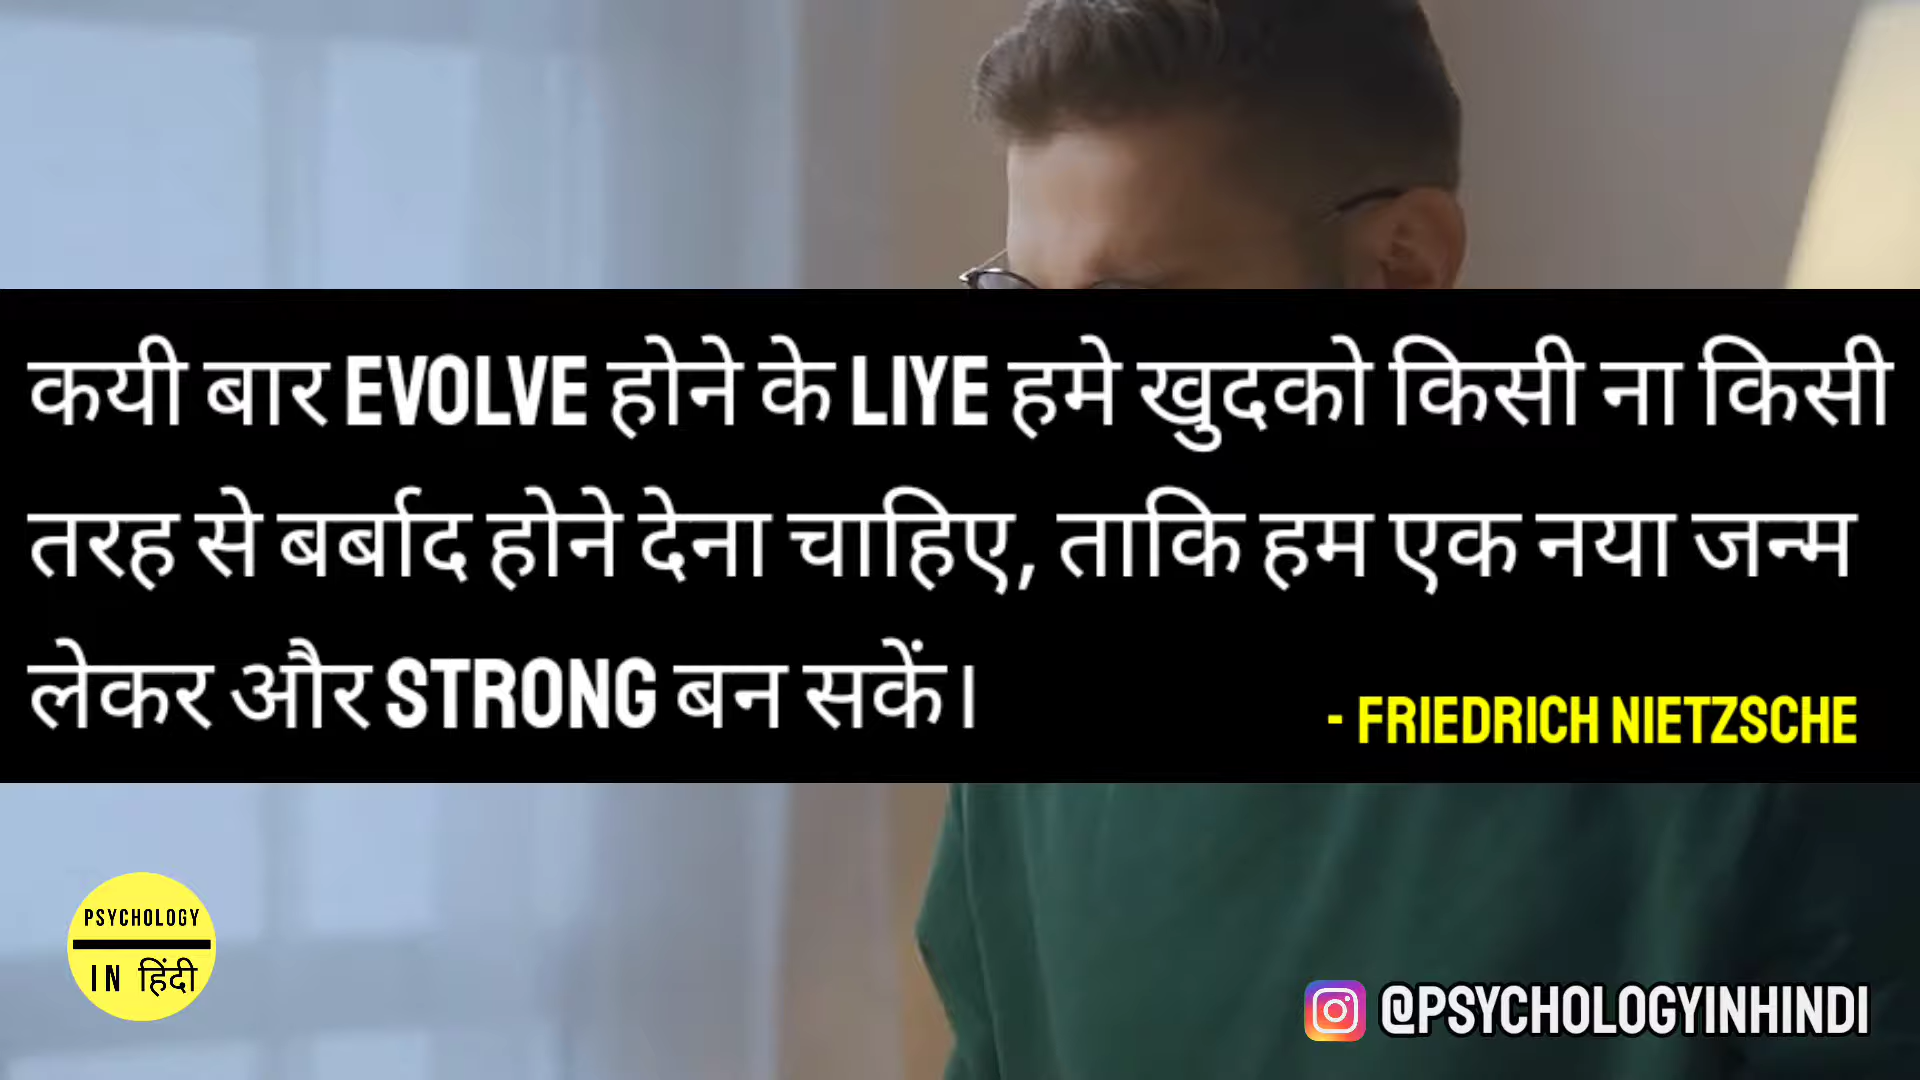 कयी बार EVOLVE होने के LIYE हमे खुदको किसी ना किसी
तरह से बर्बाद होने देना चाहिए, ताकि हम एक नया जन्म
लेकर और STRONG बन सकें।
- FRIEDRICH NIETZSCHE
PSYCHOLOGY
IN हिंदी
@PSYCHOLOGYINHINDI